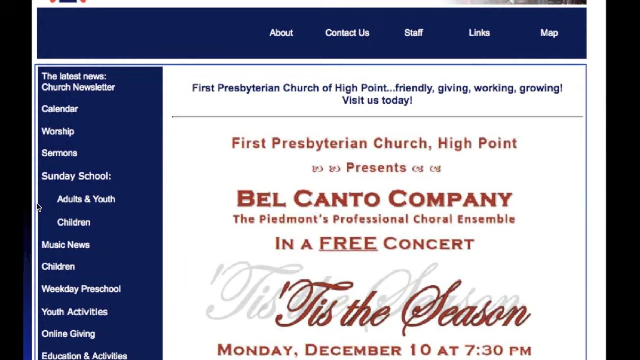 About Contact Us Staff Links Map
The latest news:
Church Newsletter
Calendar
Worship
Sermons
Sunday School:
Adults & Youth
Children
Music News
Children
Weekday Preschool
Youth Activities
Online Giving
Education & Activities
First Presbyterian Church of High Point...friendly, giving, working, growing!
Visit us today!
First Presbyterian Church, High Point
Presents
Bel Canto Company
The Piedmont's Professional Choral Ensemble
In a FREE Concert
'Tis the Season
Monday, December 10 at 7:30 PM